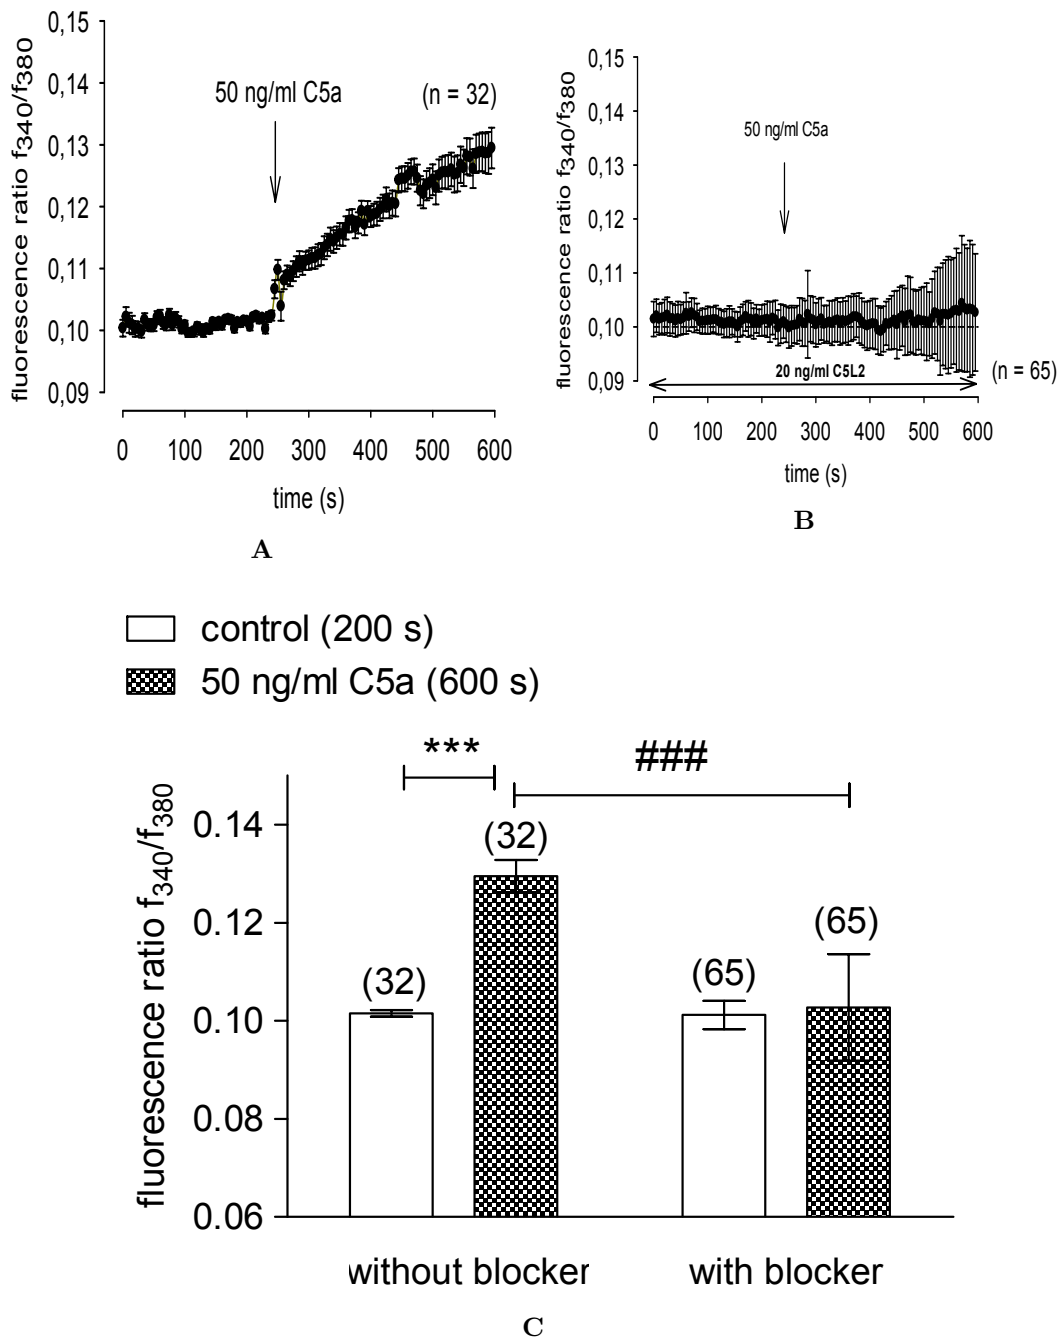 0,15
0,14
0,13
0,12
0,11
0,10
0,09
fluorescence ratio f340/f380
50 ng/ml C5a
(n = 32)
0 100 200 300 400 500 600
time (s)
A
0,15
0,14
0,13
0,12
0,11
0,10
0,09
fluorescence ratio f340/f380
50 ng/ml C5a
20 ng/ml C5L2
(n = 65)
0 100 200 300 400 500 600
time (s)
B
control (200 s)
50 ng/ml C5a (600 s)
*** ###
0.14
0.12
0.10
0.08
0.06
fluorescence ratio f340/f380
(32)
(32)
(65)
(65)
without blocker with blocker
C